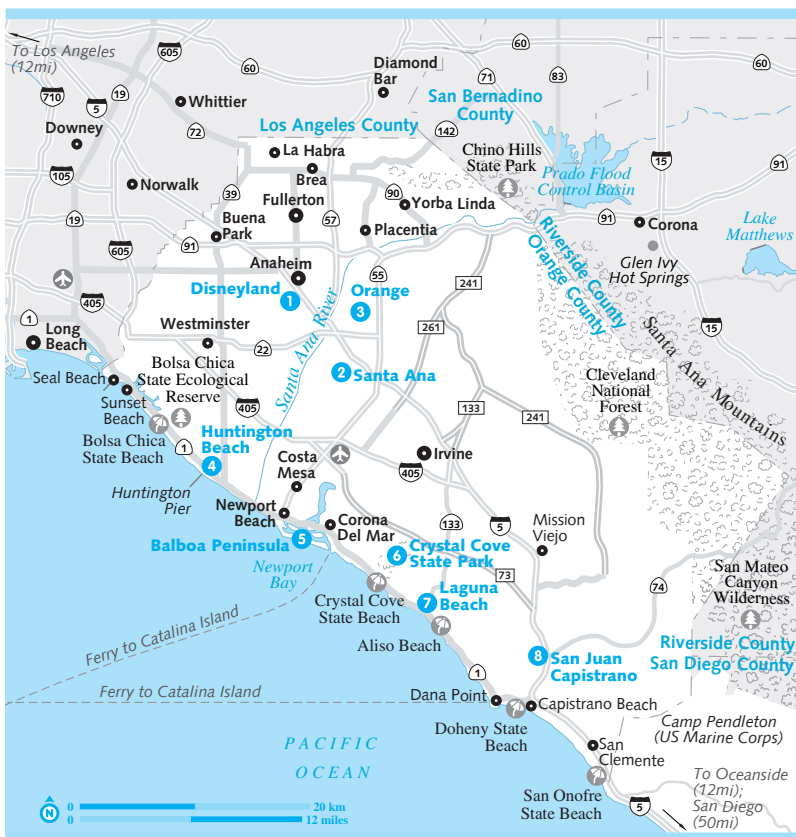 To Los Angeles
(12mi)
605
60
Diamond
Bar
60
71
83
60
710
19
5
Whittier
San Bernadino
County
Downey
72
Los Angeles County
142
La Habra
Chino Hills
State Park
Prado Flood
Control Basin
15
105
Brea
91
Norwalk
39
Fullerton
90
Yorba Linda
19
Buena
Park
57
Placentia
91
Corona
Lake
Matthews
91
605
Anaheim
55
Glen Ivy
Hot Springs
Riverside County
Orange County
241
Disneyland
1
Orange
3
405
1
Long
Beach
Westminster
22
Santa Ana River
261
15
Santa Ana Mountains
Bolsa Chica
State Ecological
Reserve
2
Santa Ana
Cleveland
National
Forest
Seal Beach
Sunset
Beach
405
133
241
Bolsa Chica
State Beach
1
Huntington
Beach
4
Costa
Mesa
Irvine
405
Huntington
Pier
Newport
Beach
Corona
Del Mar
133
5
Mission
Viejo
Balboa Peninsula
5
6
Crystal Cove
State Park
Newport
Bay
73
San Mateo
Canyon
Wilderness
74
Crystal Cove
State Beach
7
Laguna
Beach
Ferry to Catalina Island
Aliso Beach
Riverside County
San Diego County
8
San Juan
Capistrano
1
Ferry to Catalina Island
Dana Point
Capistrano Beach
Doheny State
Beach
Camp Pendleton
(US Marine Corps)
PACIFIC
OCEAN
San
Clemente
To Oceanside
(12mi);
San Diego
(50mi)
San Onofre
State Beach
5
N
0 20 km
0 12 miles